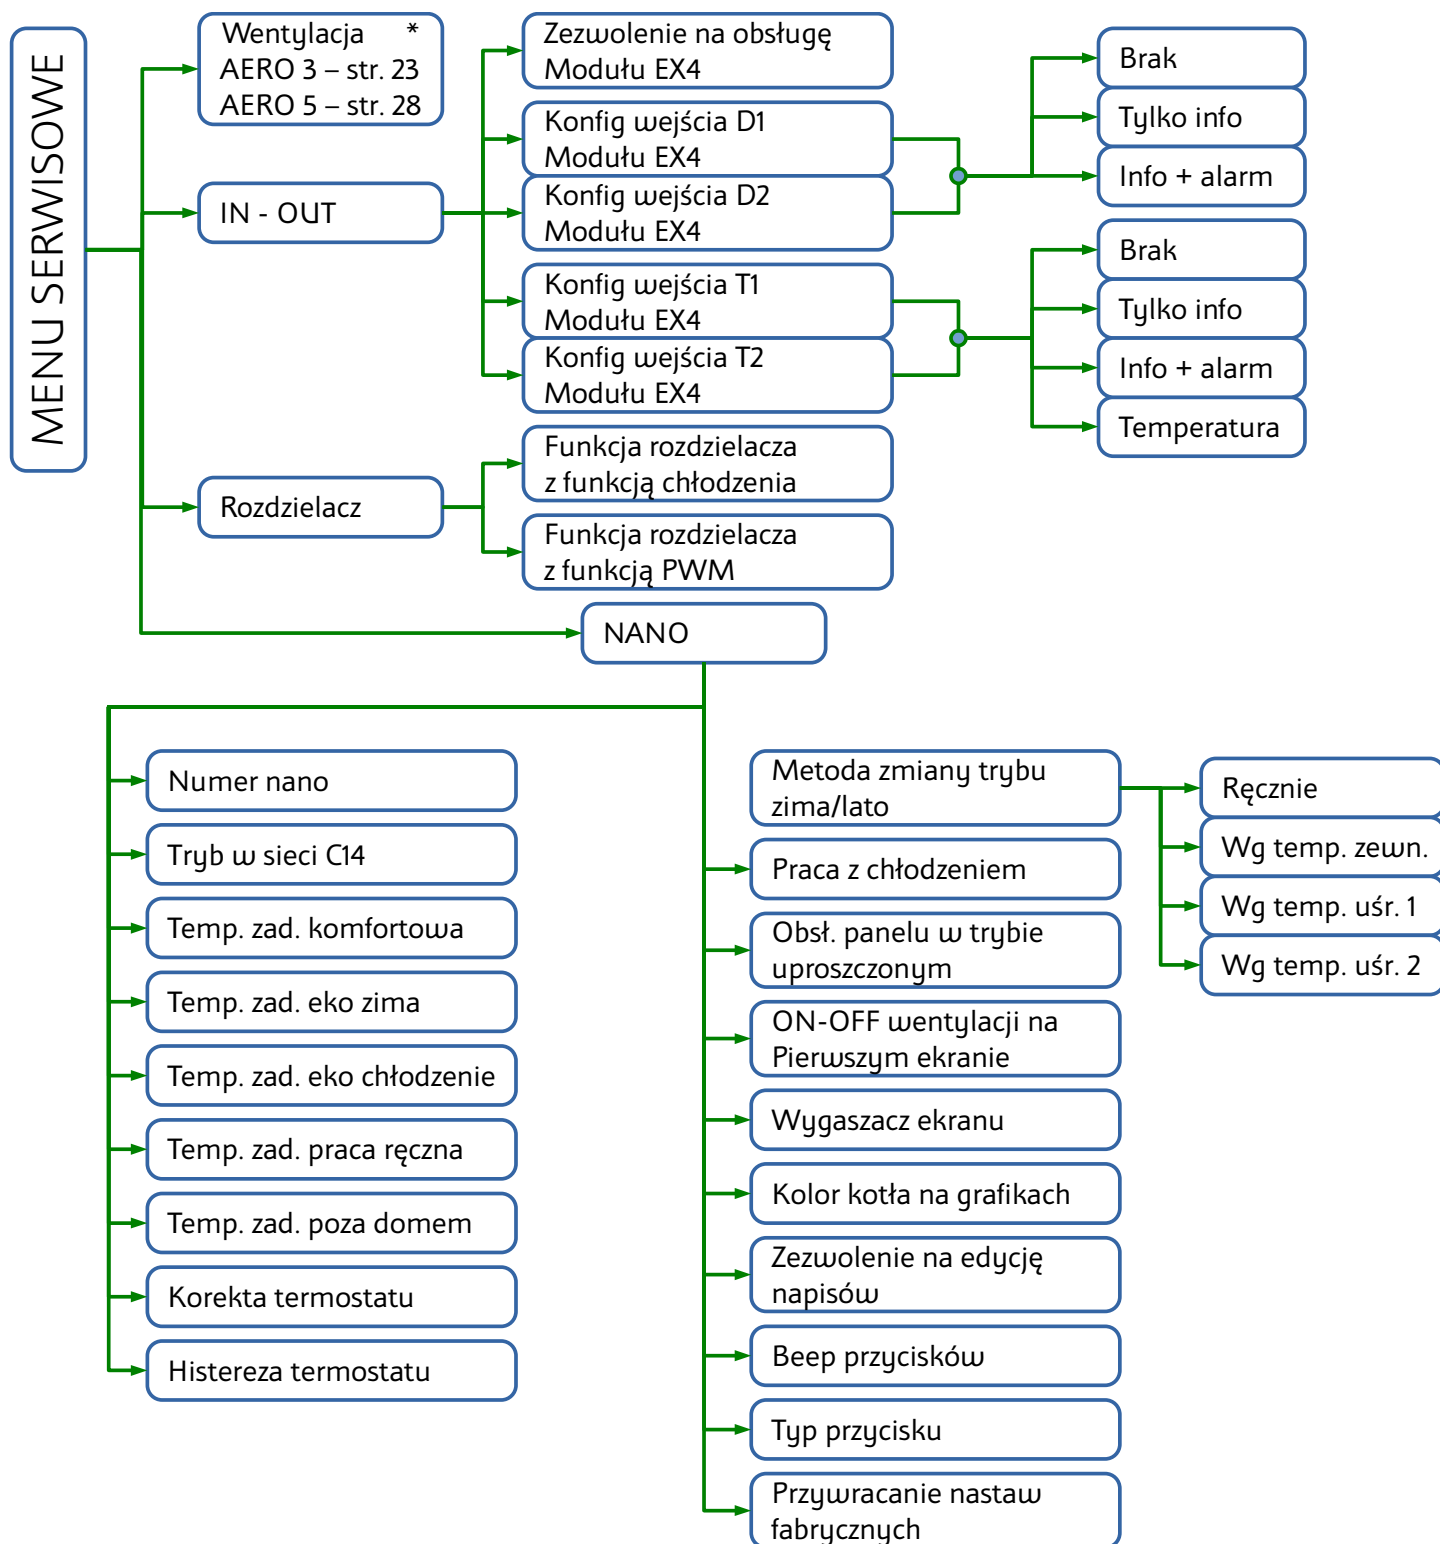 MENU SERWISOWE
Wentylacja *
AERO 3 – str. 23
AERO 5 – str. 28
IN - OUT
Zezwolenie na obsługę
Modułu EX4
Konfig wejścia D1
Modułu EX4
Konfig wejścia D2
Modułu EX4
Konfig wejścia T1
Modułu EX4
Konfig wejścia T2
Modułu EX4
Brak
Tylko info
Info + alarm
Brak
Tylko info
Info + alarm
Temperatura
Rozdzielacz
Funkcja rozdzielacza
z funkcją chłodzenia
Funkcja rozdzielacza
z funkcją PWM
NANO
Numer nano
Tryb w sieci C14
Temp. zad. komfortowa
Temp. zad. eko zima
Temp. zad. eko chłodzenie
Temp. zad. praca ręczna
Temp. zad. poza domem
Korekta termostatu
Histereza termostatu
Metoda zmiany trybu
zima/lato
Praca z chłodzeniem
Obsł. panelu w trybie
uproszczonym
ON-OFF wentylacji na
Pierwszym ekranie
Wygaszacz ekranu
Kolor kotła na grafikach
Zezwolenie na edycję
napisów
Beep przycisków
Typ przycisku
Przywracanie nastaw
fabrycznych
Ręcznie
Wg temp. zewn.
Wg temp. uśr. 1
Wg temp. uśr. 2